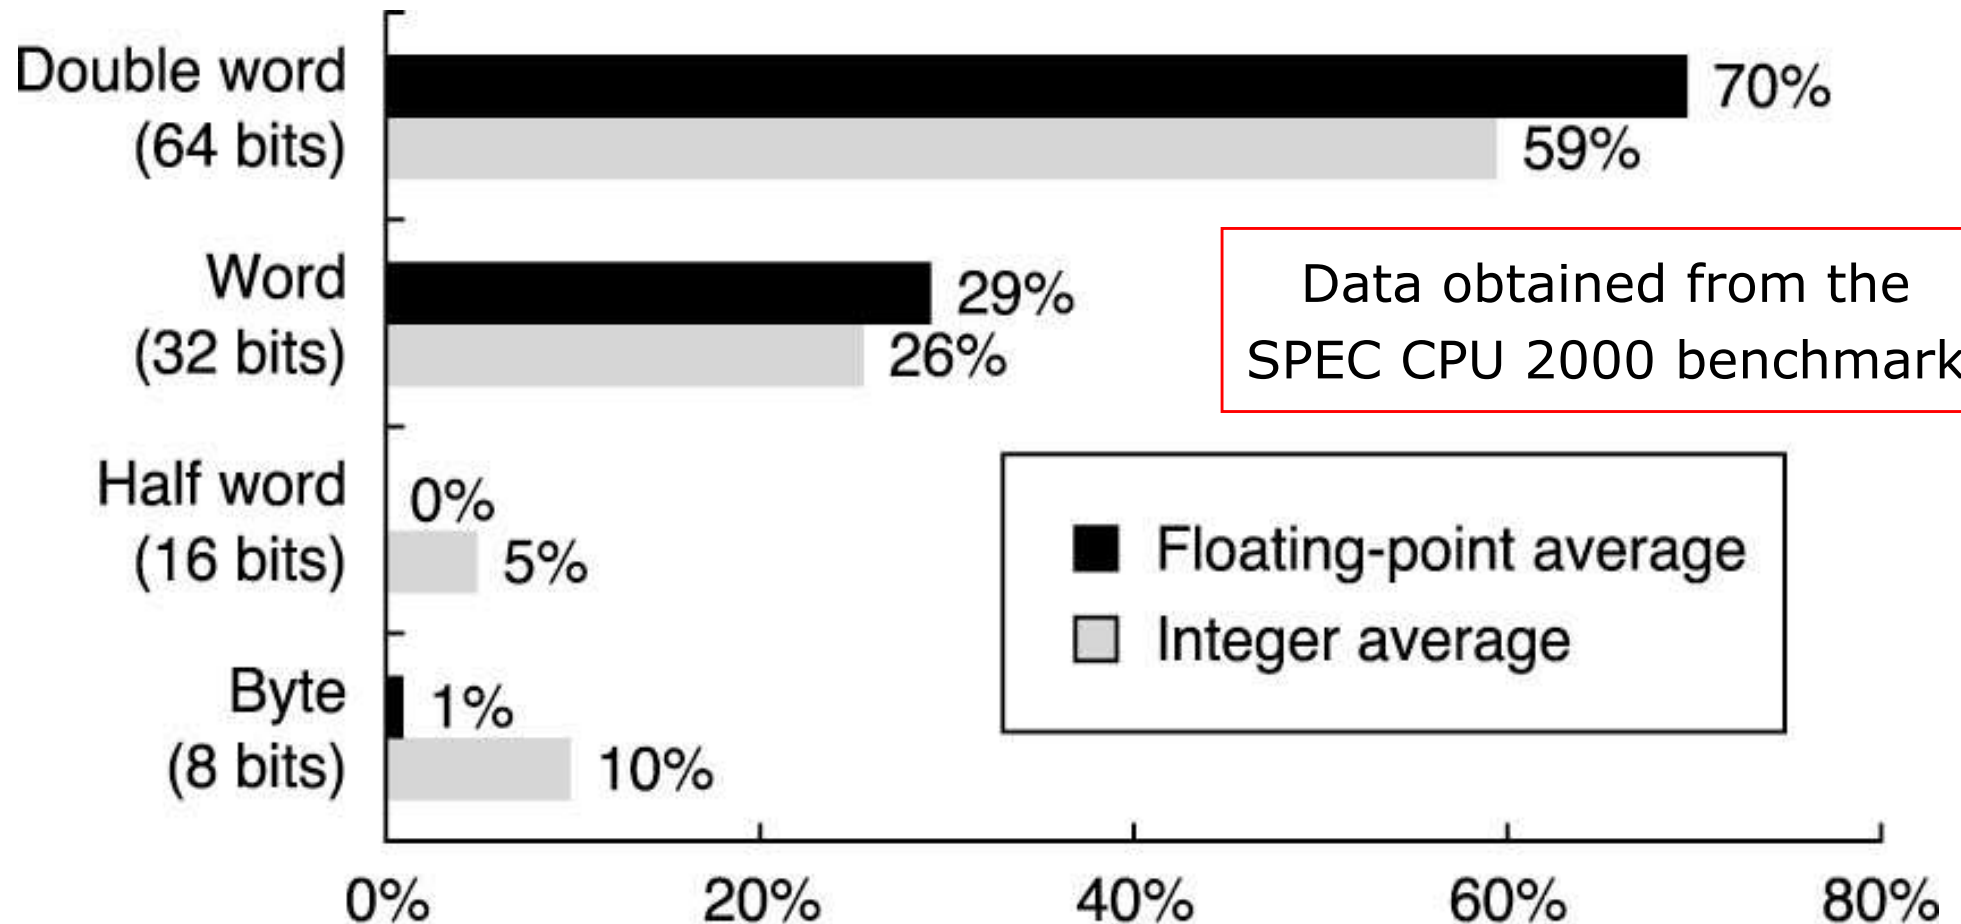 Double word
(64 bits)
70%
59%
Word
(32 bits)
29%
26%
Data obtained from the
SPEC CPU 2000 benchmark
Half word
(16 bits)
0%
5%
Floating-point average
Integer average
Byte
(8 bits)
1%
10%
0% 20% 40% 60% 80%